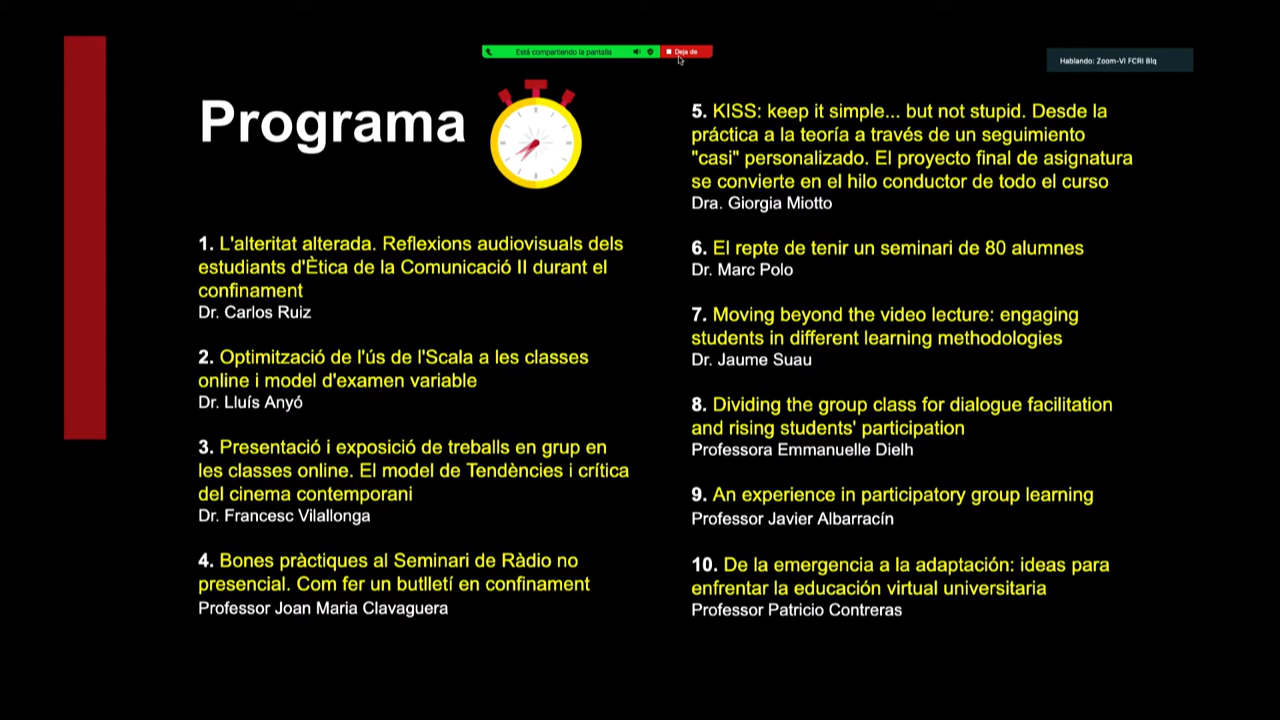 Está compartiendo la pantalla
Deja de
Hablando: Zoom-VI FCRI Blq
Programa
1. L'alteritat alterada. Reflexions audiovisuals dels
estudiants d'Ètica de la Comunicació II durant el
confinament
Dr. Carlos Ruiz
2. Optimització de l'ús de l'Scala a les classes
online i model d'examen variable
Dr. Lluís Anyó
3. Presentació i exposició de treballs en grup en
les classes online. El model de Tendències i crítica
del cinema contemporani
Dr. Francesc Vilallonga
4. Bones pràctiques al Seminari de Ràdio no
presencial. Com fer un butlletí en confinament
Professor Joan Maria Clavaguera
5. KISS: keep it simple... but not stupid. Desde la
práctica a la teoría a través de un seguimiento
"casi" personalizado. El proyecto final de asignatura
se convierte en el hilo conductor de todo el curso
Dra. Giorgia Miotto
6. El repte de tenir un seminari de 80 alumnes
Dr. Marc Polo
7. Moving beyond the video lecture: engaging
students in different learning methodologies
Dr. Jaume Suau
8. Dividing the group class for dialogue facilitation
and rising students' participation
Professora Emmanuelle Dielh
9. An experience in participatory group learning
Professor Javier Albarracín
10. De la emergencia a la adaptación: ideas para
enfrentar la educación virtual universitaria
Professor Patricio Contreras